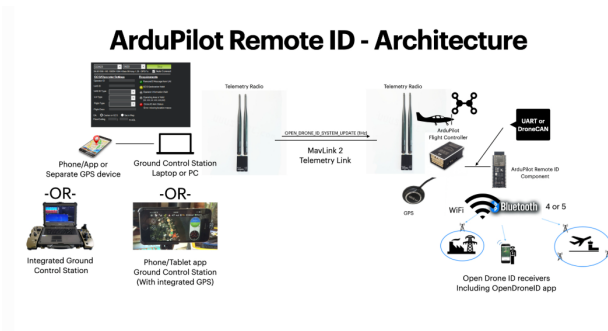 ArduPilot Remote ID - Architecture
Telemetry Radio
Telemetry Radio
OPEN_DRONE_ID_SYSTEM_UPDATE
MavLink 2
Telemetry Link
ArduPilot
Flight Controller
UART or
DroneCAN
ArduPilot Remote ID
Component
GPS
WiFi
Bluetooth
4 or 5
Phone/App or
Separate GPS device
Ground Control Station
Laptop or PC
-OR-
-OR-
Integrated Ground
Control Station
Phone/Tablet app
Ground Control Station
(With integrated GPS)
Open Drone ID receivers
Including OpenDroneID app